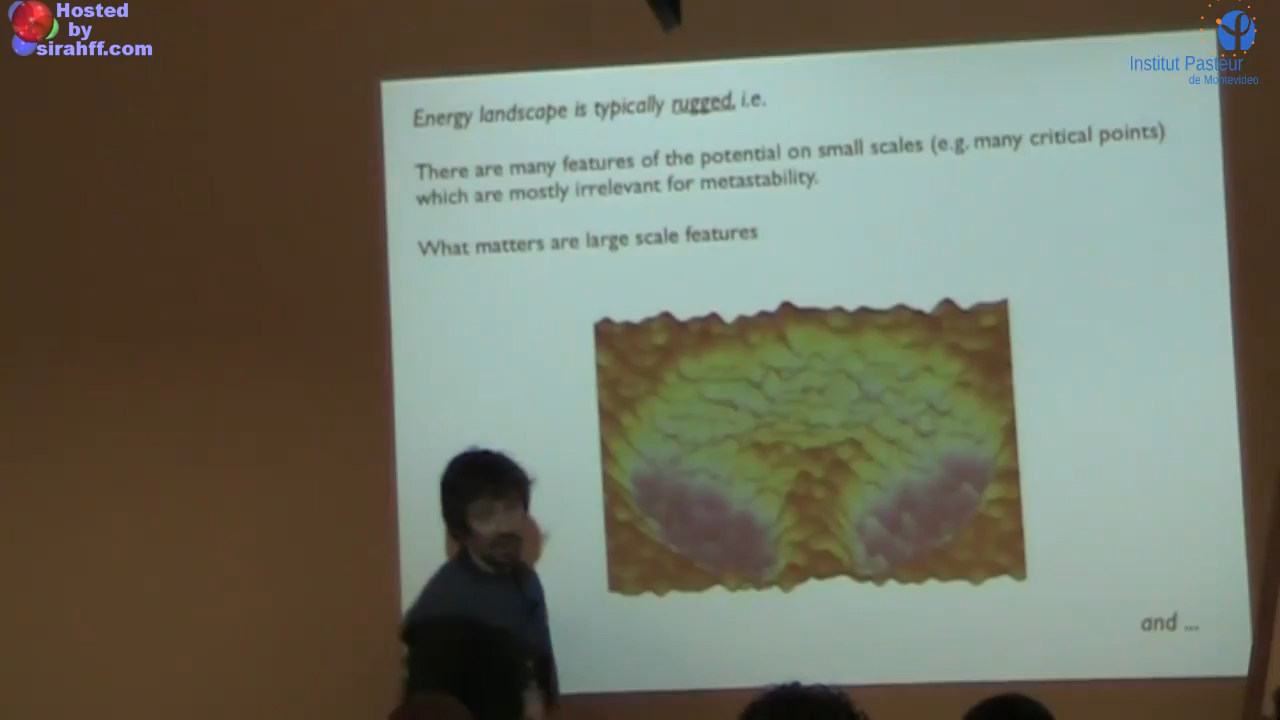 Hosted
by
sirahff.com
Institut Pasteur
de Montevideo
Energy landscape is typically rugged, i.e.
There are many features of the potential on small scales (e.g. many critical points)
which are mostly irrelevant for metastability.
What matters are large scale features
and ...